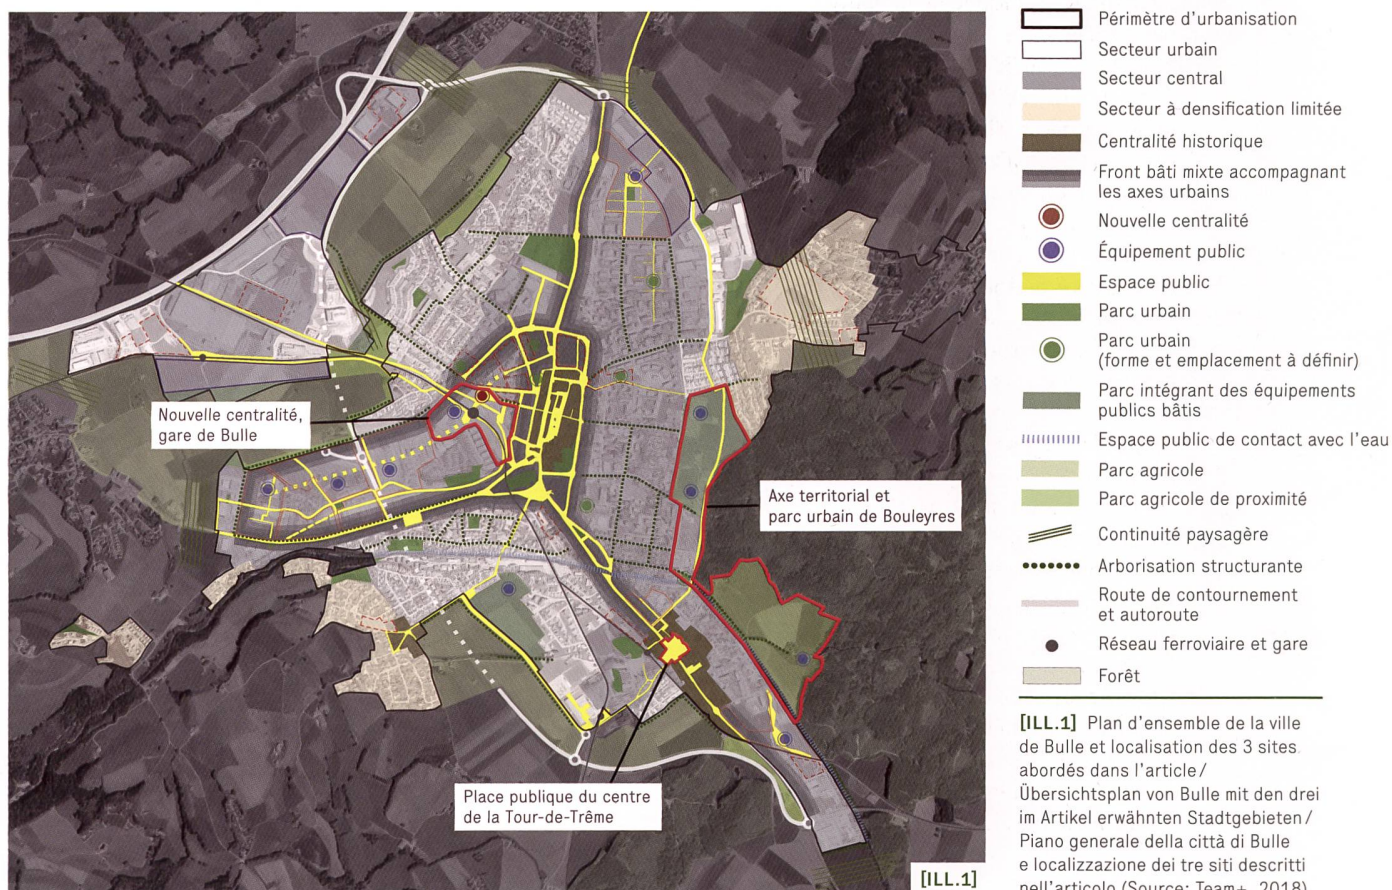 Nouvelle centralité,
gare de Bulle
Axe territorial et
parc urbain de Bouleyres
Place publique du centre
de la Tour-de-Trême
[ILL.1]
Périmètre d'urbanisation
Secteur urbain
Secteur central
Secteur à densification limitée
Centralité historique
Front bâti mixte accompagnant
les axes urbains
Nouvelle centralité
Équipement public
Espace public
Parc urbain
Parc urbain
(forme et emplacement à définir)
Parc intégrant des équipements
publics bâtis
Espace public de contact avec l'eau
Parc agricole
Parc agricole de proximité
Continuité paysagère
Arborisation structurante
Route de contournement
et autoroute
Réseau ferroviaire et gare
Forêt
[ILL.1] Plan d'ensemble de la ville
de Bulle et localisation des 3 sites
abordés dans l'article/
Übersichtsplan von Bulle mit den drei
im Artikel erwähnten Stadtgebieten/
Piano generale della città di Bulle
e localizzazione dei tre siti descritti
nell'articolo (Source: Team+, 2018)